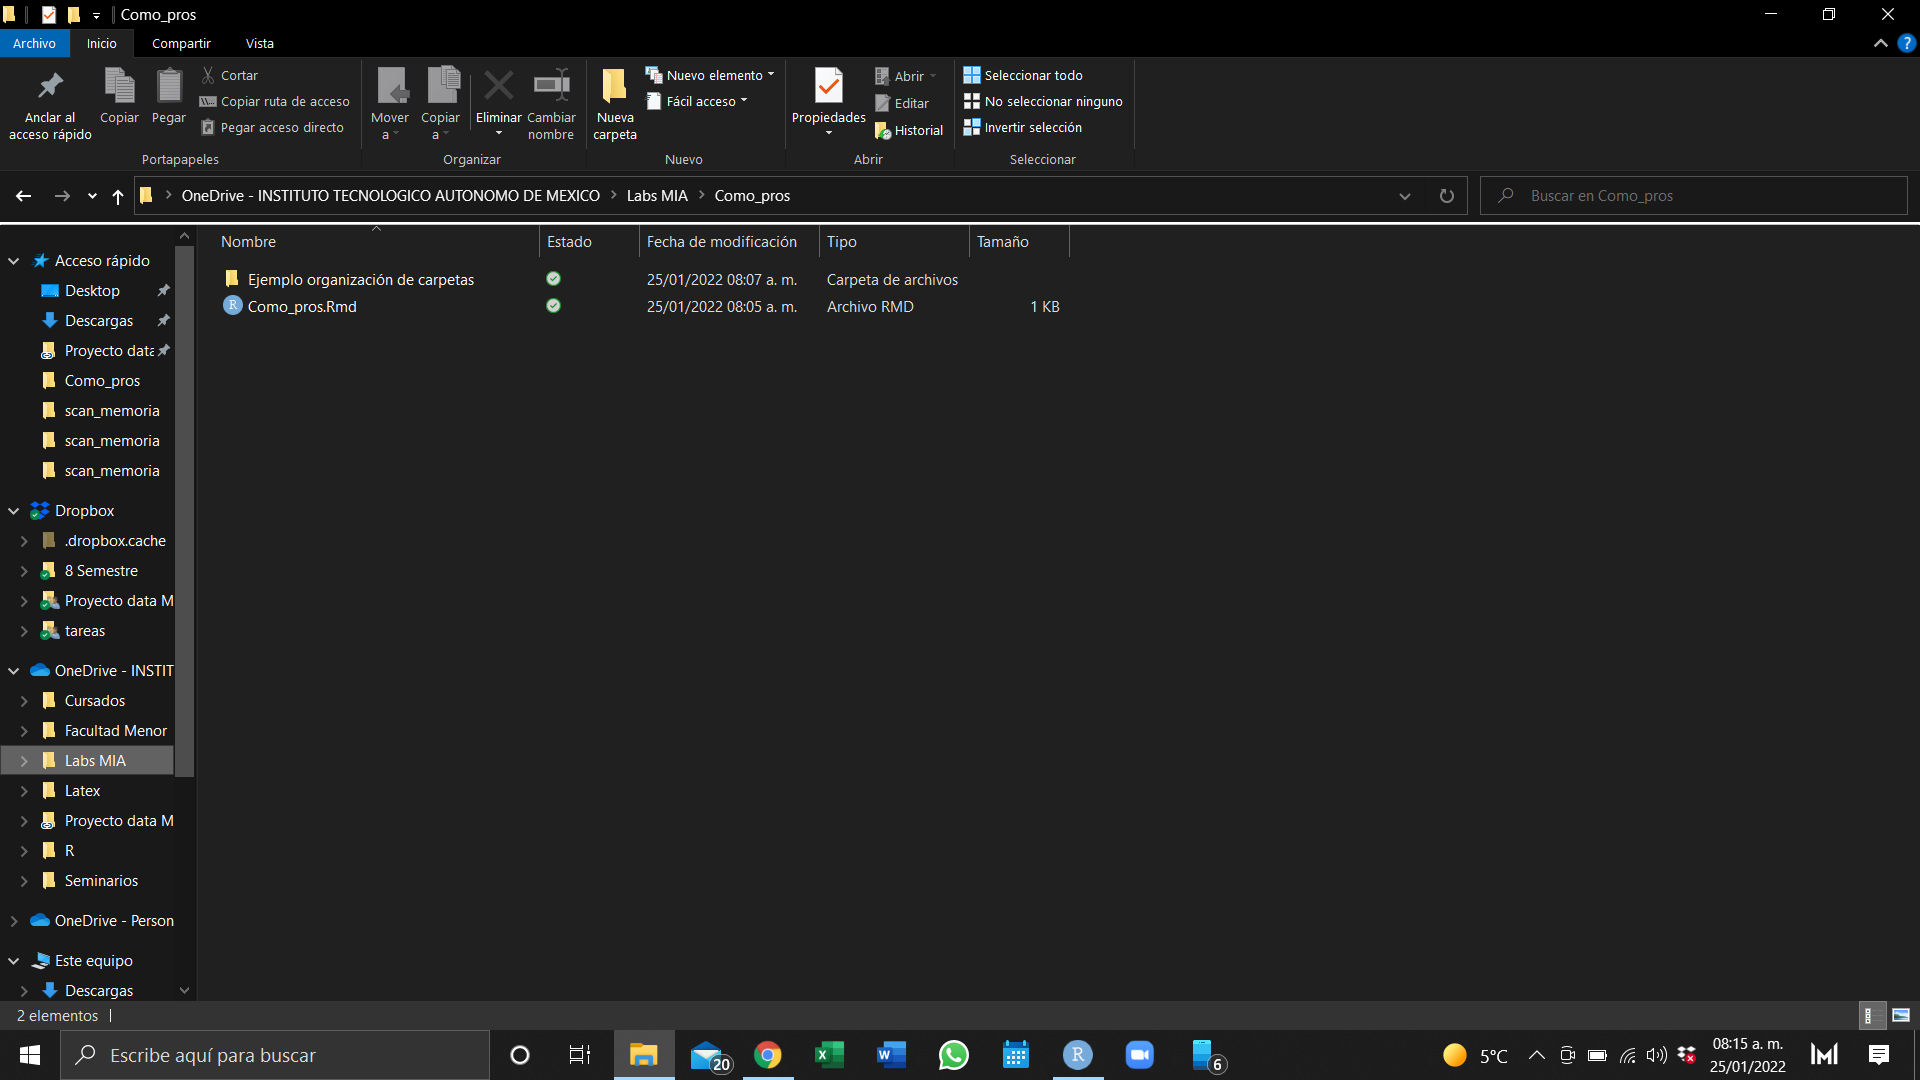 Como_pros
Archivo
Inicio
Compartir
Vista
Anclar al
acceso rápido
Copiar
Pegar
Cortar
Copiar ruta de acceso
Pegar acceso directo
Portapapeles
Mover
a
Copiar
a
Eliminar
Cambiar
nombre
Organizar
Nueva
carpeta
Nuevo elemento
Fácil acceso
Nuevo
Propiedades
Abrir
Editar
Historial
Abrir
Seleccionar todo
No seleccionar ninguno
Invertir selección
Seleccionar
OneDrive - INSTITUTO TECNOLOGICO AUTONOMO DE MEXICO > Labs MIA > Como_pros
Buscar en Como_pros
Nombre Estado Fecha de modificación Tipo Tamaño
Ejemplo organización de carpetas 25/01/2022 08:07 a. m. Carpeta de archivos
Como_pros.Rmd 25/01/2022 08:05 a. m. Archivo RMD 1 KB
Acceso rápido
Desktop
Descargas
Proyecto data
Como_pros
scan_memoria
scan_memoria
scan_memoria
Dropbox
.dropbox.cache
8 Semestre
Proyecto data M
tareas
OneDrive - INSTIT
Cursados
Facultad Menor
Labs MIA
Latex
Proyecto data M
R
Seminarios
OneDrive - Person
Este equipo
Descargas
2 elementos
Escribe aquí para buscar
20
6
5°C
08:15 a. m.
25/01/2022